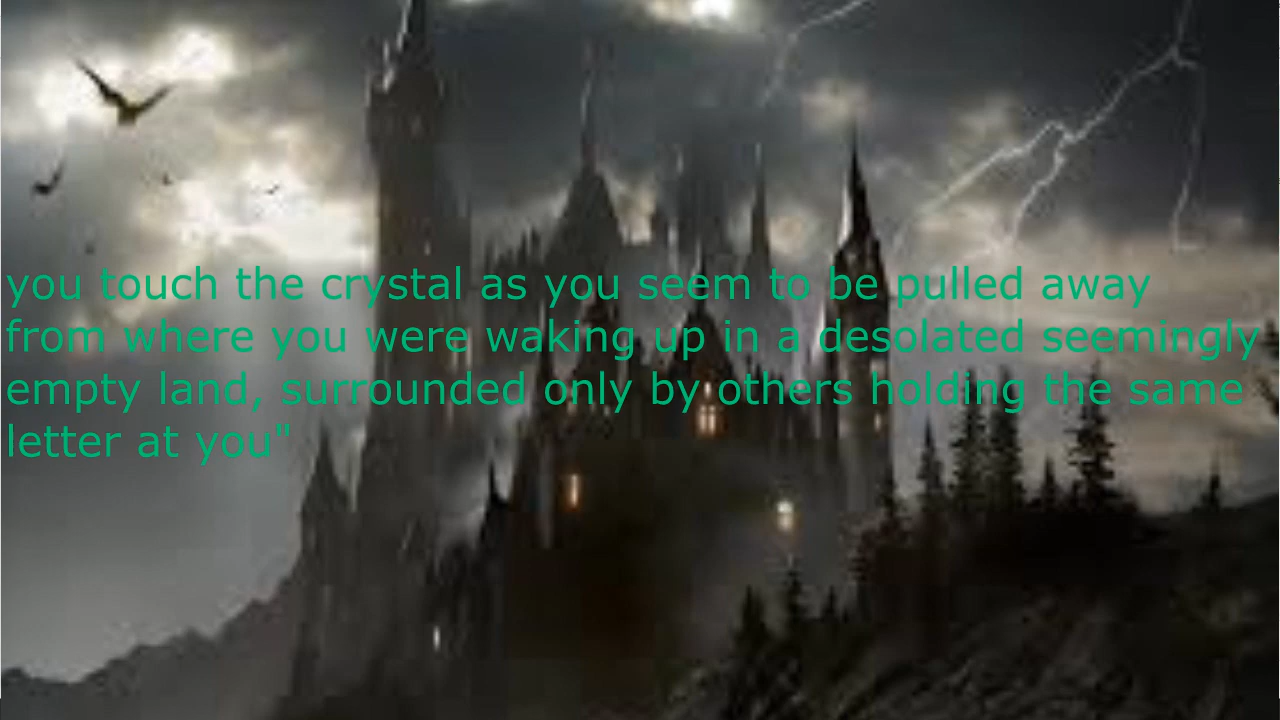 you touch the crystal as you seem to be pulled away
from where you were waking up in a desolated seemingly
empty land, surrounded only by others holding the same
letter at you"